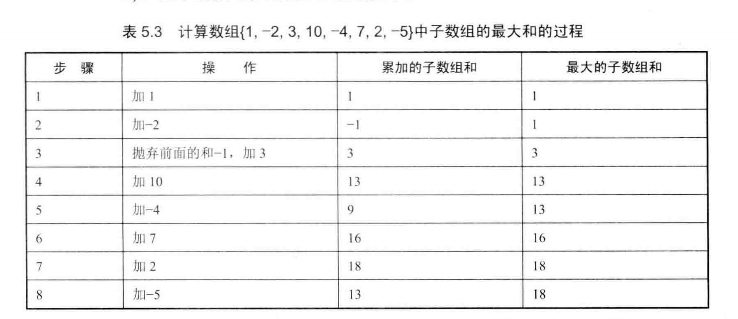 表 5.3 计算数组{1, -2, 3, 10, -4, 7, 2, -5}中子数组的最大和的过程
步 骤 操 作 累加的子数组和 最大的子数组和
1 加 1 1 1
2 加-2 -1 1
3 抛弃前面的和-1，加 3 3 3
4 加 10 13 13
5 加-4 9 13
6 加 7 16 16
7 加 2 18 18
8 加-5 13 18